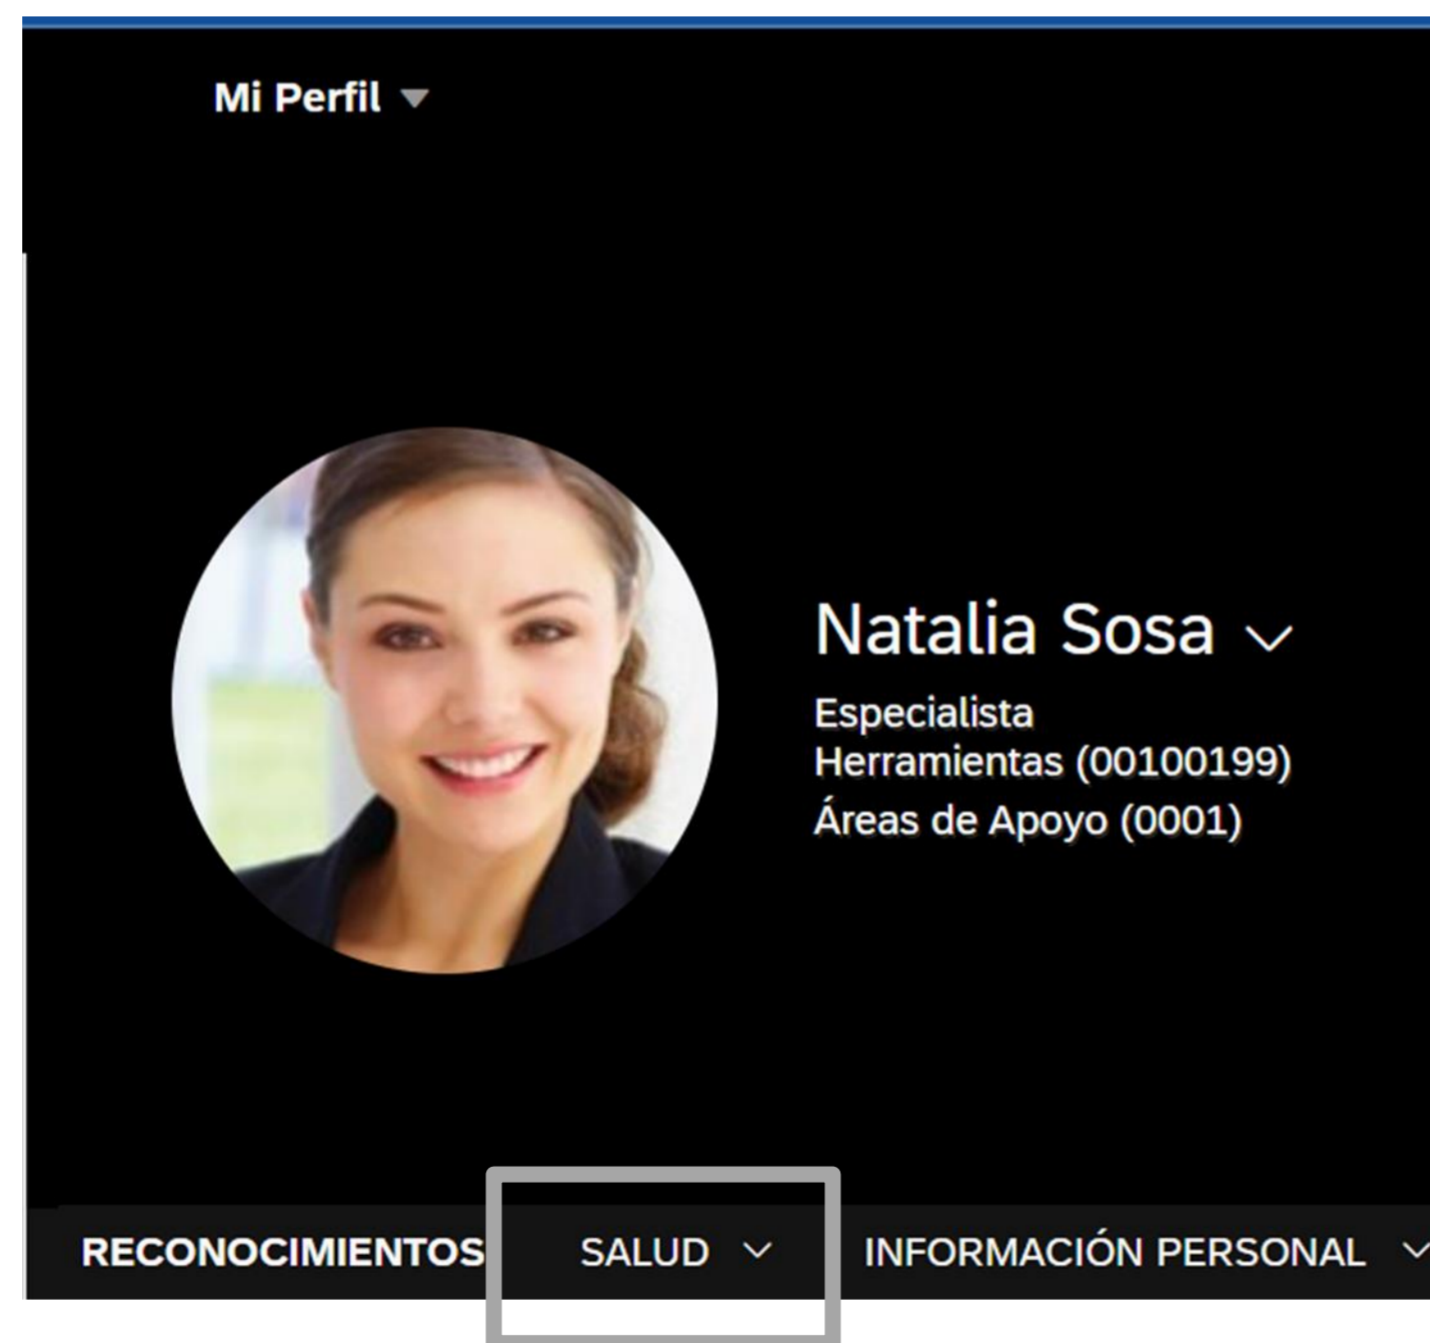 Mi Perfil
Natalia Sosa
Especialista
Herramientas (00100199)
Áreas de Apoyo (0001)
RECONOCIMIENTOS SALUD INFORMACIÓN PERSONAL